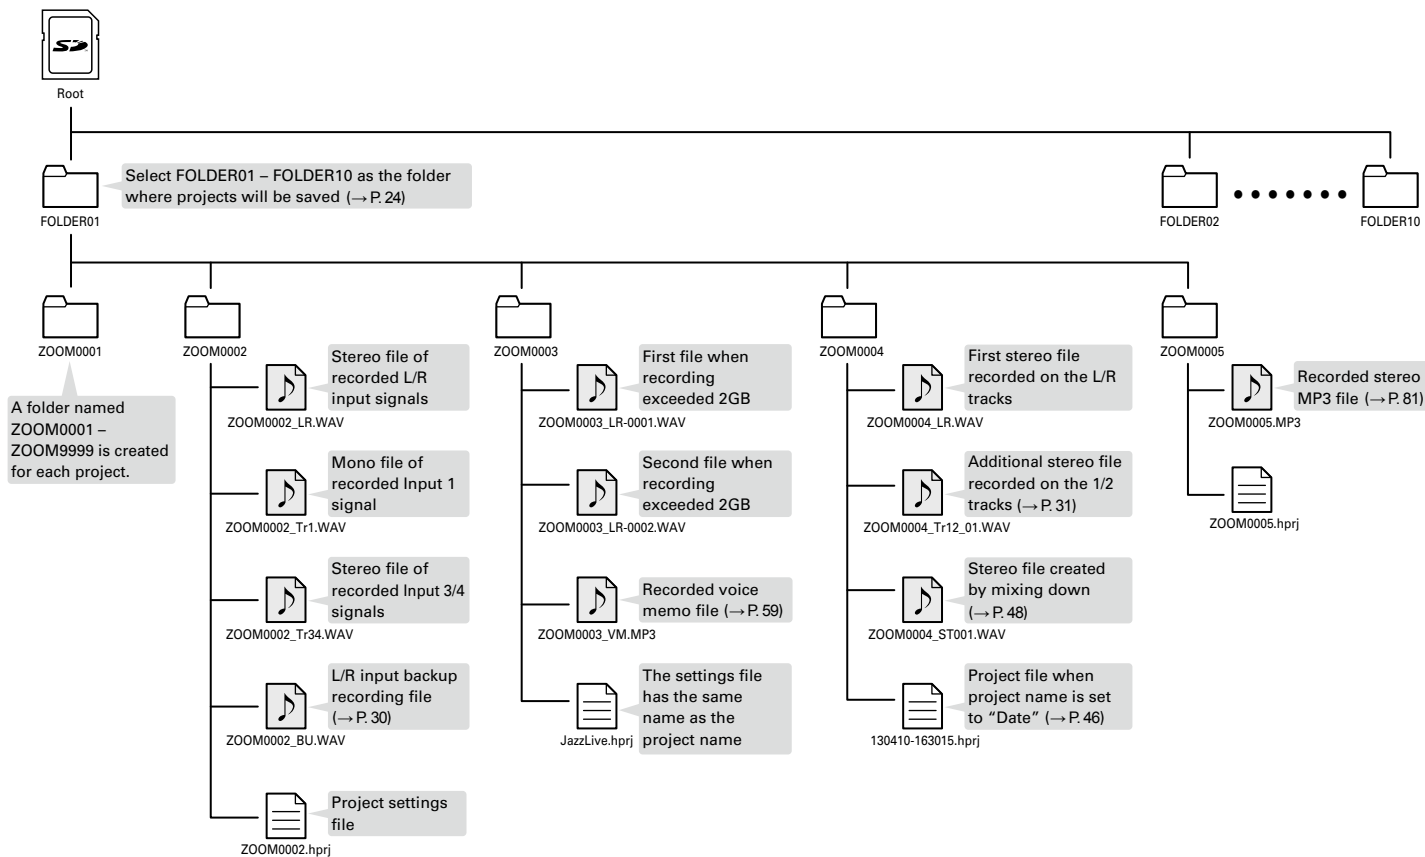 SD
Root
FOLDER01
Select FOLDER01 – FOLDER10 as the folder
where projects will be saved (→P. 24)
FOLDER02
FOLDER10
ZOOM0001
A folder named
ZOOM0001 –
ZOOM9999 is created
for each project.
ZOOM0002
Stereo file of
recorded L/R
input signals
ZOOM0002_LR.WAV
Mono file of
recorded Input 1
signal
ZOOM0002_Tr1.WAV
Stereo file of
recorded Input 3/4
signals
ZOOM0002_Tr34.WAV
L/R input backup
recording file
(→P. 30)
ZOOM0002_BU.WAV
Project settings
file
ZOOM0002.hprj
ZOOM0003
First file when
recording
exceeded 2GB
ZOOM0003_LR-0001.WAV
Second file when
recording
exceeded 2GB
ZOOM0003_LR-0002.WAV
Recorded voice
memo file (→P. 59)
ZOOM0003_VM.MP3
The settings file
has the same
name as the
project name
JazzLive.hprj
ZOOM0004
First stereo file
recorded on the L/R
tracks
ZOOM0004_LR.WAV
Additional stereo file
recorded on the 1/2
tracks (→P. 31)
ZOOM0004_Tr12_01.WAV
Stereo file created
by mixing down
(→P. 48)
ZOOM0004_ST001.WAV
Project file when
project name is set
to “Date” (→P. 46)
130410-163015.hprj
ZOOM0005
Recorded stereo
MP3 file (→P. 81)
ZOOM0005.MP3
ZOOM0005.hprj